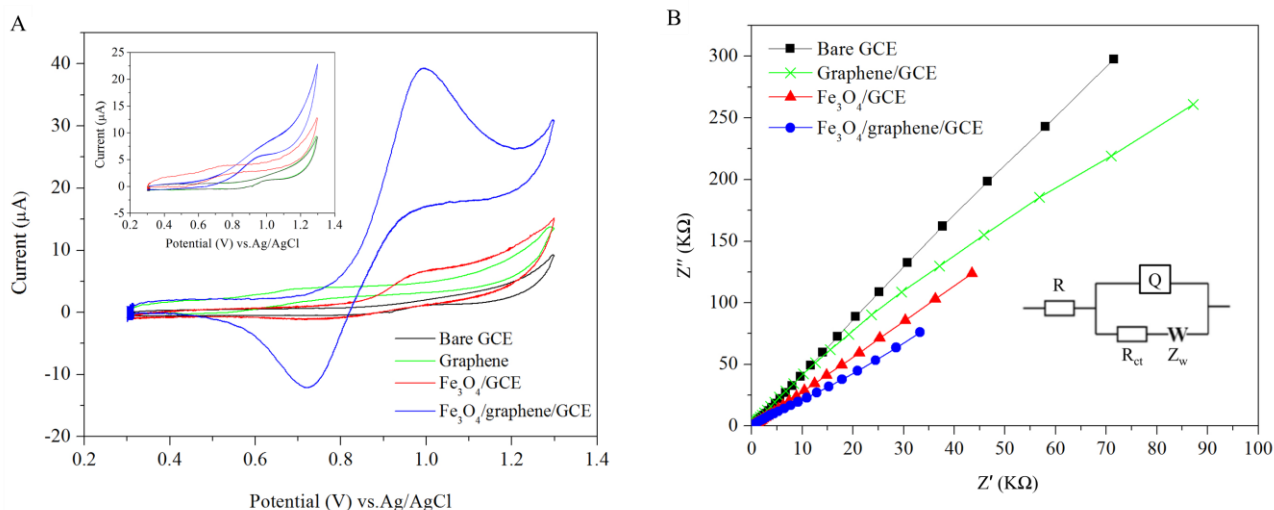 A
25
20
15
10
5
0
5
Current (μA)
0.2 0.4 0.6 0.8 1.0 1.2 1.4
Potential (V) vs.Ag/AgCl
50
40
30
20
10
0
-10
-20
Current (μA)
Bare GCE
Graphene
Fe₃O₄/GCE
Fe₃O₄/graphene/GCE
0.2 0.4 0.6 0.8 1.0 1.2 1.4
Potential (V) vs.Ag/AgCl
B
300
250
200
150
100
50
0
Z″ (KΩ)
Bare GCE
Graphene/GCE
Fe₃O₄/GCE
Fe₃O₄/graphene/GCE
R
Q
R_ct
W
Z_w
0 10 20 30 40 50 60 70 80 90 100
Z′ (KΩ)